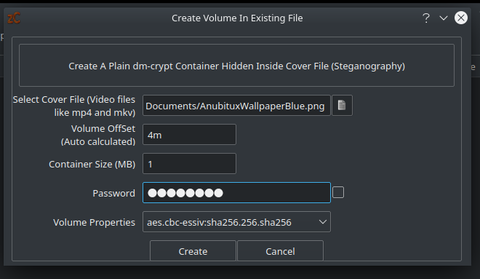 Create Volume In Existing File
Create A Plain dm-crypt Container Hidden Inside Cover File (Steganography)
Select Cover File (Video files
like mp4 and mkv)
Documents/AnubituxWallpaperBlue.png
Volume OffSet
(Auto calculated)
4m
Container Size (MB)
1
Password
Volume Properties
aes.cbc-essiv:sha256.256.sha256
Create
Cancel